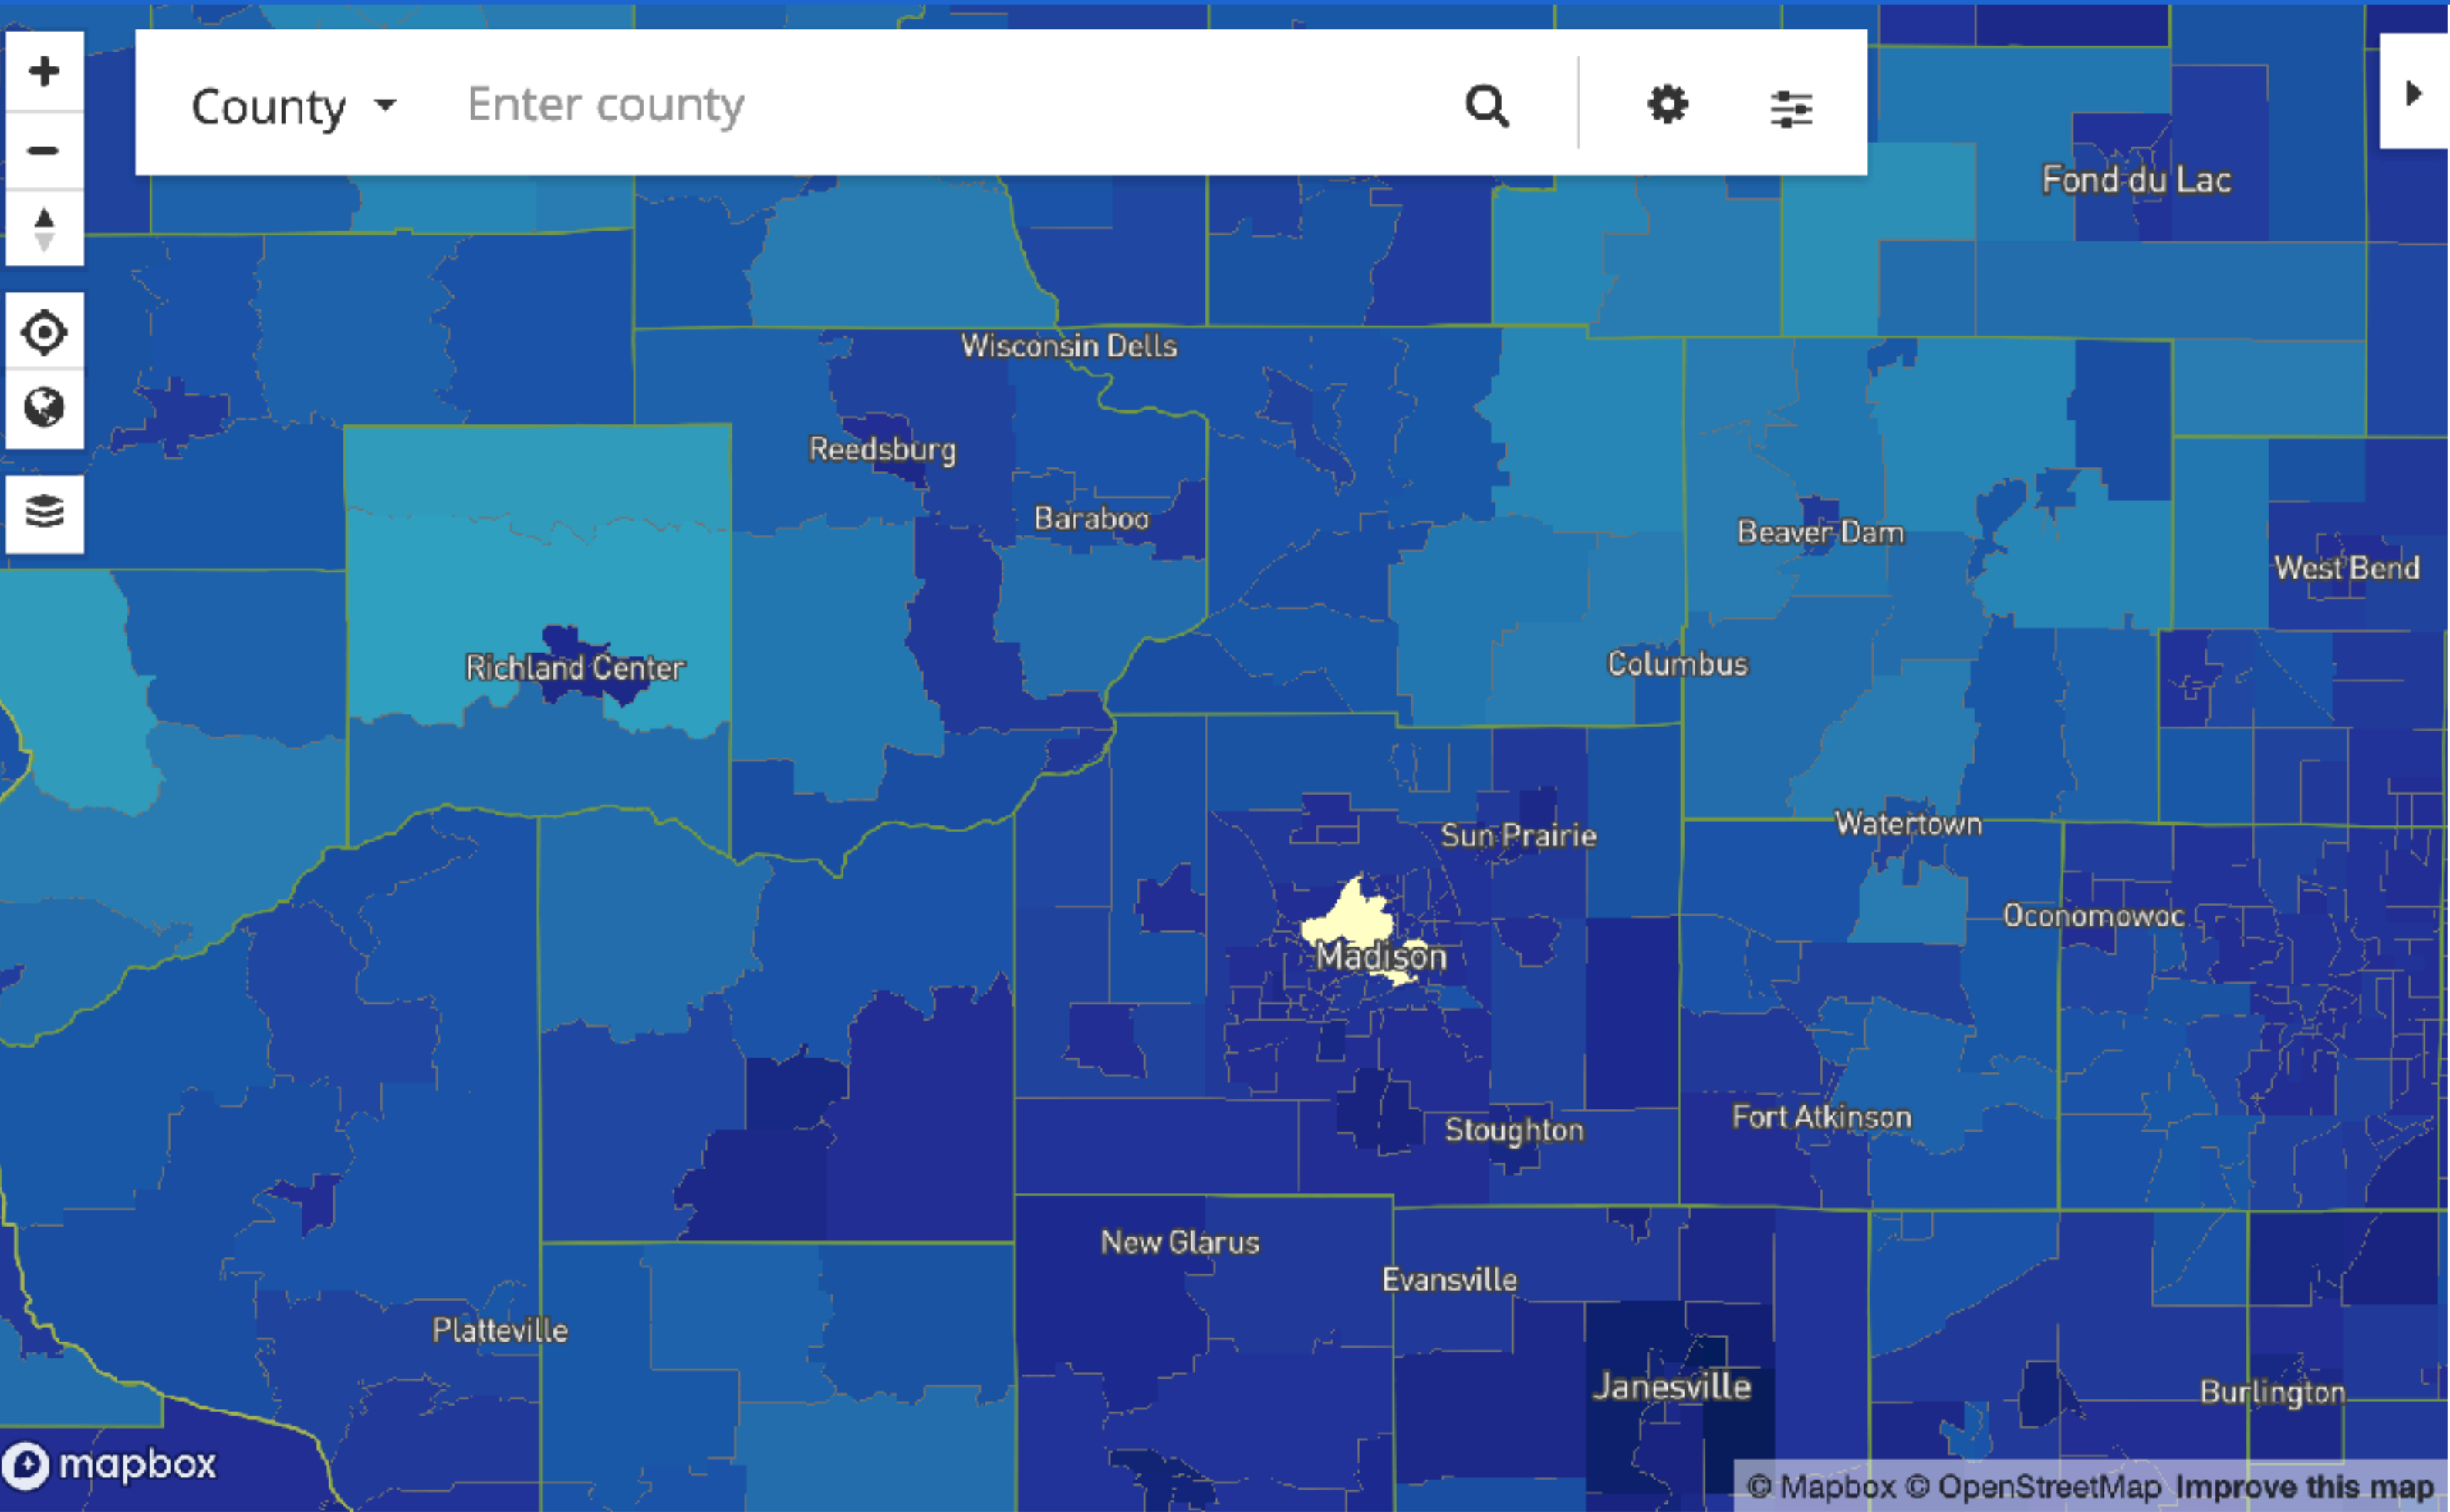 County
Enter county
Fond du Lac
Wisconsin Dells
Reedsburg
Baraboo
Beaver Dam
West Bend
Richland Center
Columbus
Sun Prairie
Watertown
Oconomowoc
Madison
Fort Atkinson
Stoughton
New Glarus
Evansville
Platteville
Janesville
Burlington
mapbox
© Mapbox © OpenStreetMap Improve this map